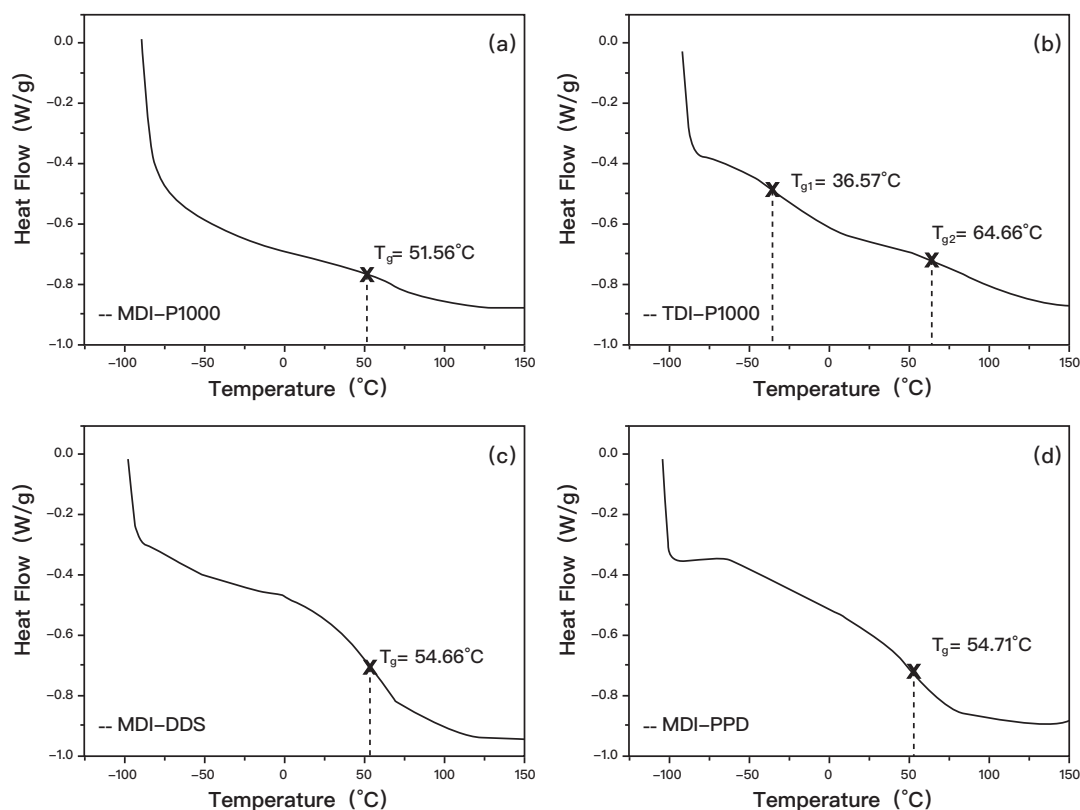 (a)
0.0
−0.2
−0.4
−0.6
−0.8
−1.0
Heat Flow (W/g)
Tg= 51.56°C
-- MDI–P1000
−100
−50
0
50
100
150
Temperature (°C)
(b)
0.0
−0.2
−0.4
−0.6
−0.8
−1.0
Heat Flow (W/g)
Tg1= 36.57°C
Tg2= 64.66°C
-- TDI–P1000
−100
−50
0
50
100
150
Temperature (°C)
(c)
0.0
−0.2
−0.4
−0.6
−0.8
−1.0
Heat Flow (W/g)
Tg= 54.66°C
-- MDI–DDS
−100
−50
0
50
100
150
Temperature (°C)
(d)
0.0
−0.2
−0.4
−0.6
−0.8
−1.0
Heat Flow (W/g)
Tg= 54.71°C
-- MDI–PPD
−100
−50
0
50
100
150
Temperature (°C)